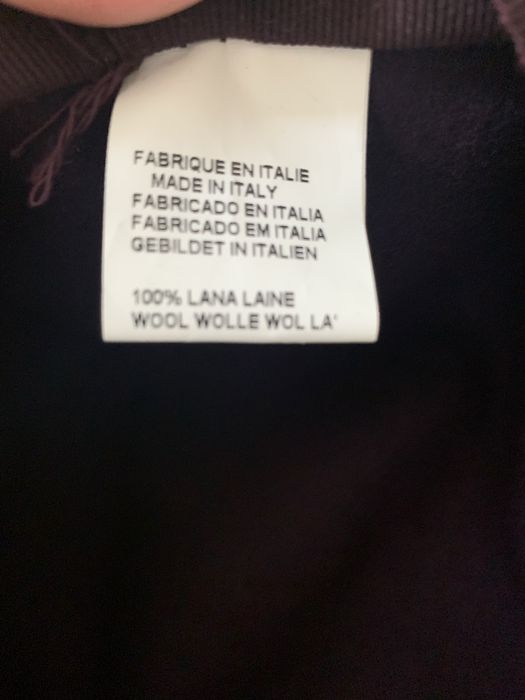 FABRIQUE EN ITALIE
MADE IN ITALY
FABRICADO EN ITALIA
FABRICADO EM ITALIA
GEBILDET IN ITALIEN
100% LANA LAINE
WOOL WOLLE WOL LA'